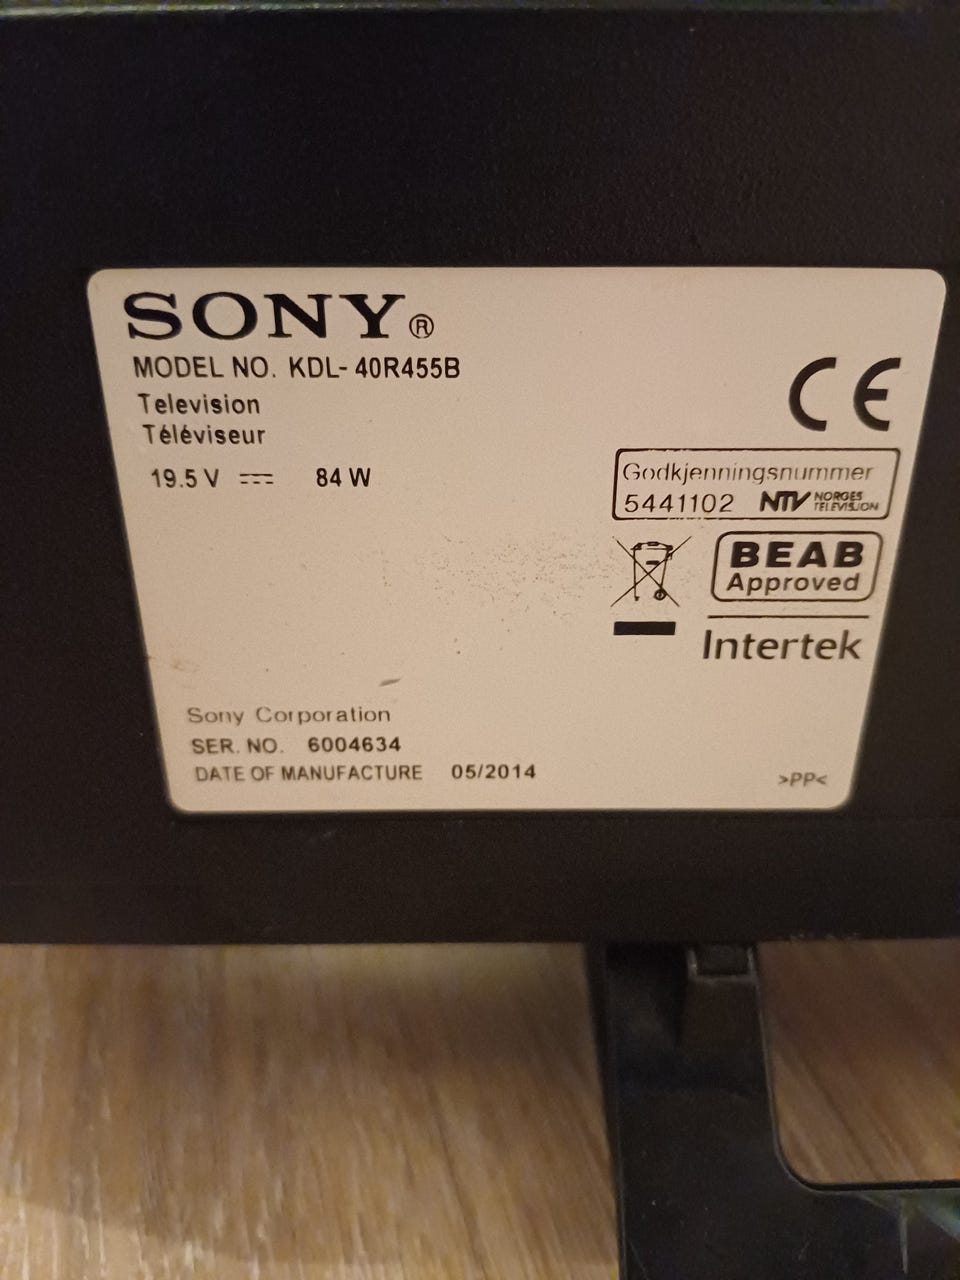 SONY®
MODEL NO. KDL- 40R455B
Television
Téléviseur
19.5 V ⎓ 84 W
CE
Godkjenningsnummer
5441102 NTV NORGES TELEVISJON
BEAB
Approved
Intertek
Sony Corporation
SER. NO. 6004634
DATE OF MANUFACTURE 05/2014
>PP<